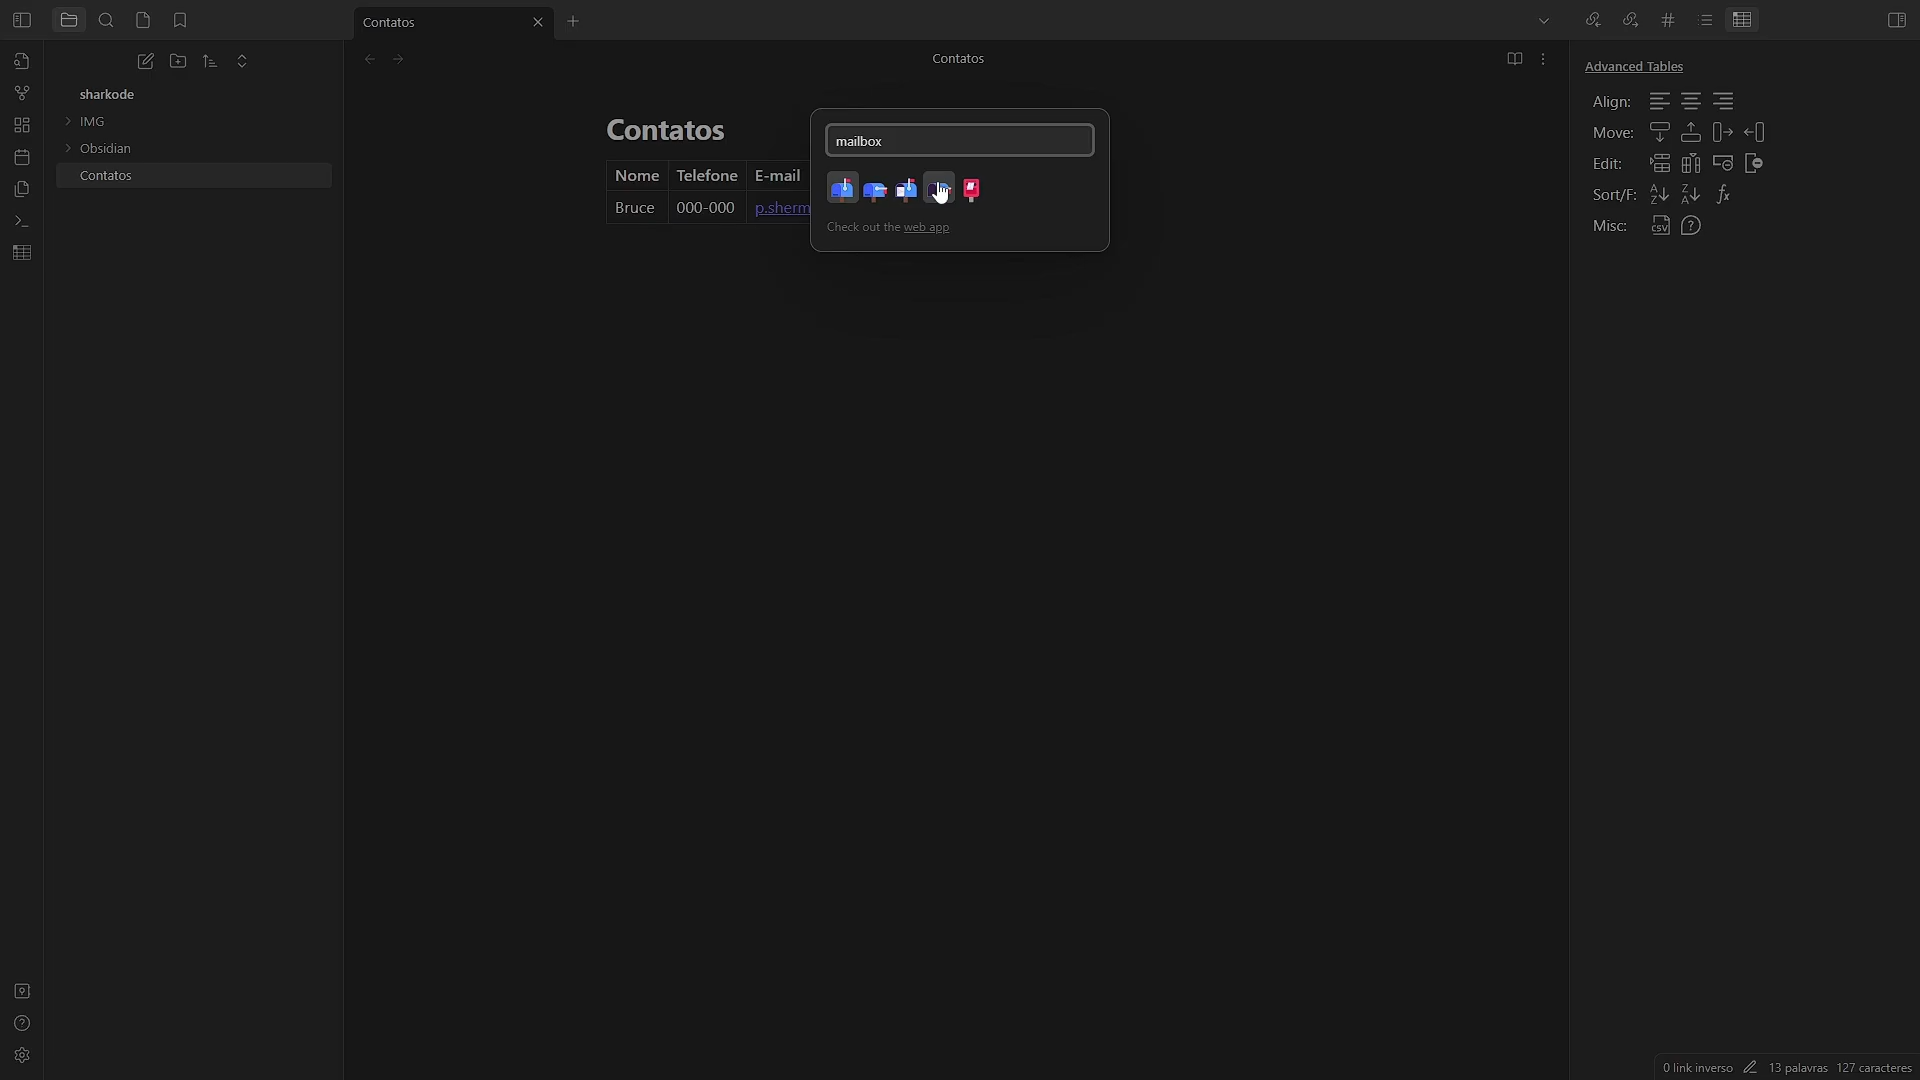 Contatos
Contatos
Advanced Tables
sharkode
IMG
Obsidian
Contatos
Contatos
Nome Telefone E-mail
Bruce 000-000 p.sherm
mailbox
Check out the web app
Align:
Move:
Edit:
Sort/F:
Misc:
0 link inverso 13 palavras 127 caracteres